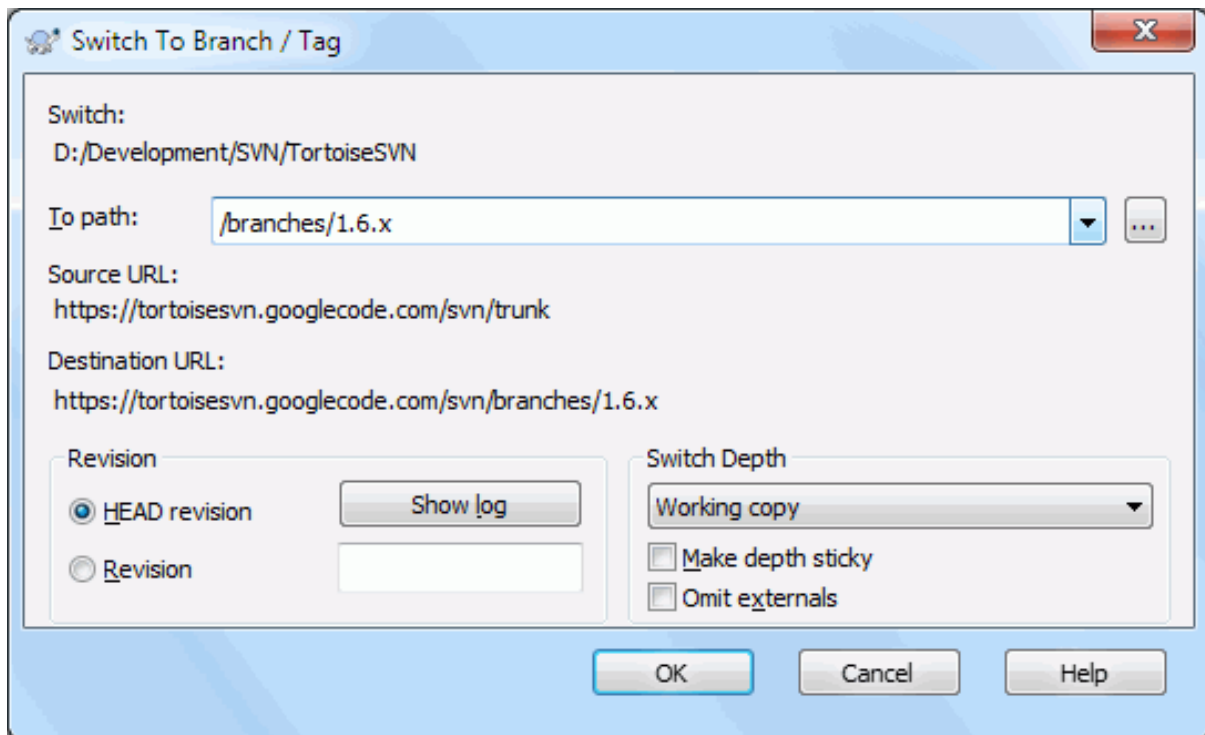 Switch To Branch / Tag
Switch:
D:/Development/SVN/TortoiseSVN
To path:
/branches/1.6.x
...
Source URL:
https://tortoisesvn.googlecode.com/svn/trunk
Destination URL:
https://tortoisesvn.googlecode.com/svn/branches/1.6.x
Revision
HEAD revision
Show log
Revision
Switch Depth
Working copy
Make depth sticky
Omit externals
OK
Cancel
Help